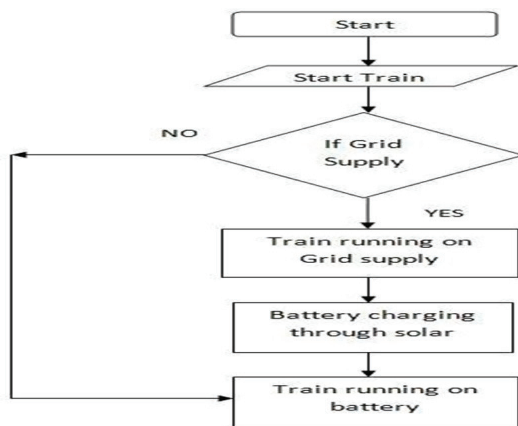 Start
Start Train
NO
If Grid
Supply
YES
Train running on
Grid supply
Battery charging
through solar
Train running on
battery